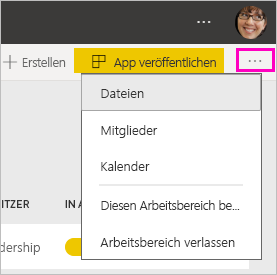 ...
Erstellen
App veröffentlichen
...
Dateien
Mitglieder
Kalender
Diesen Arbeitsbereich be...
Arbeitsbereich verlassen
ITZER
IN A
dership